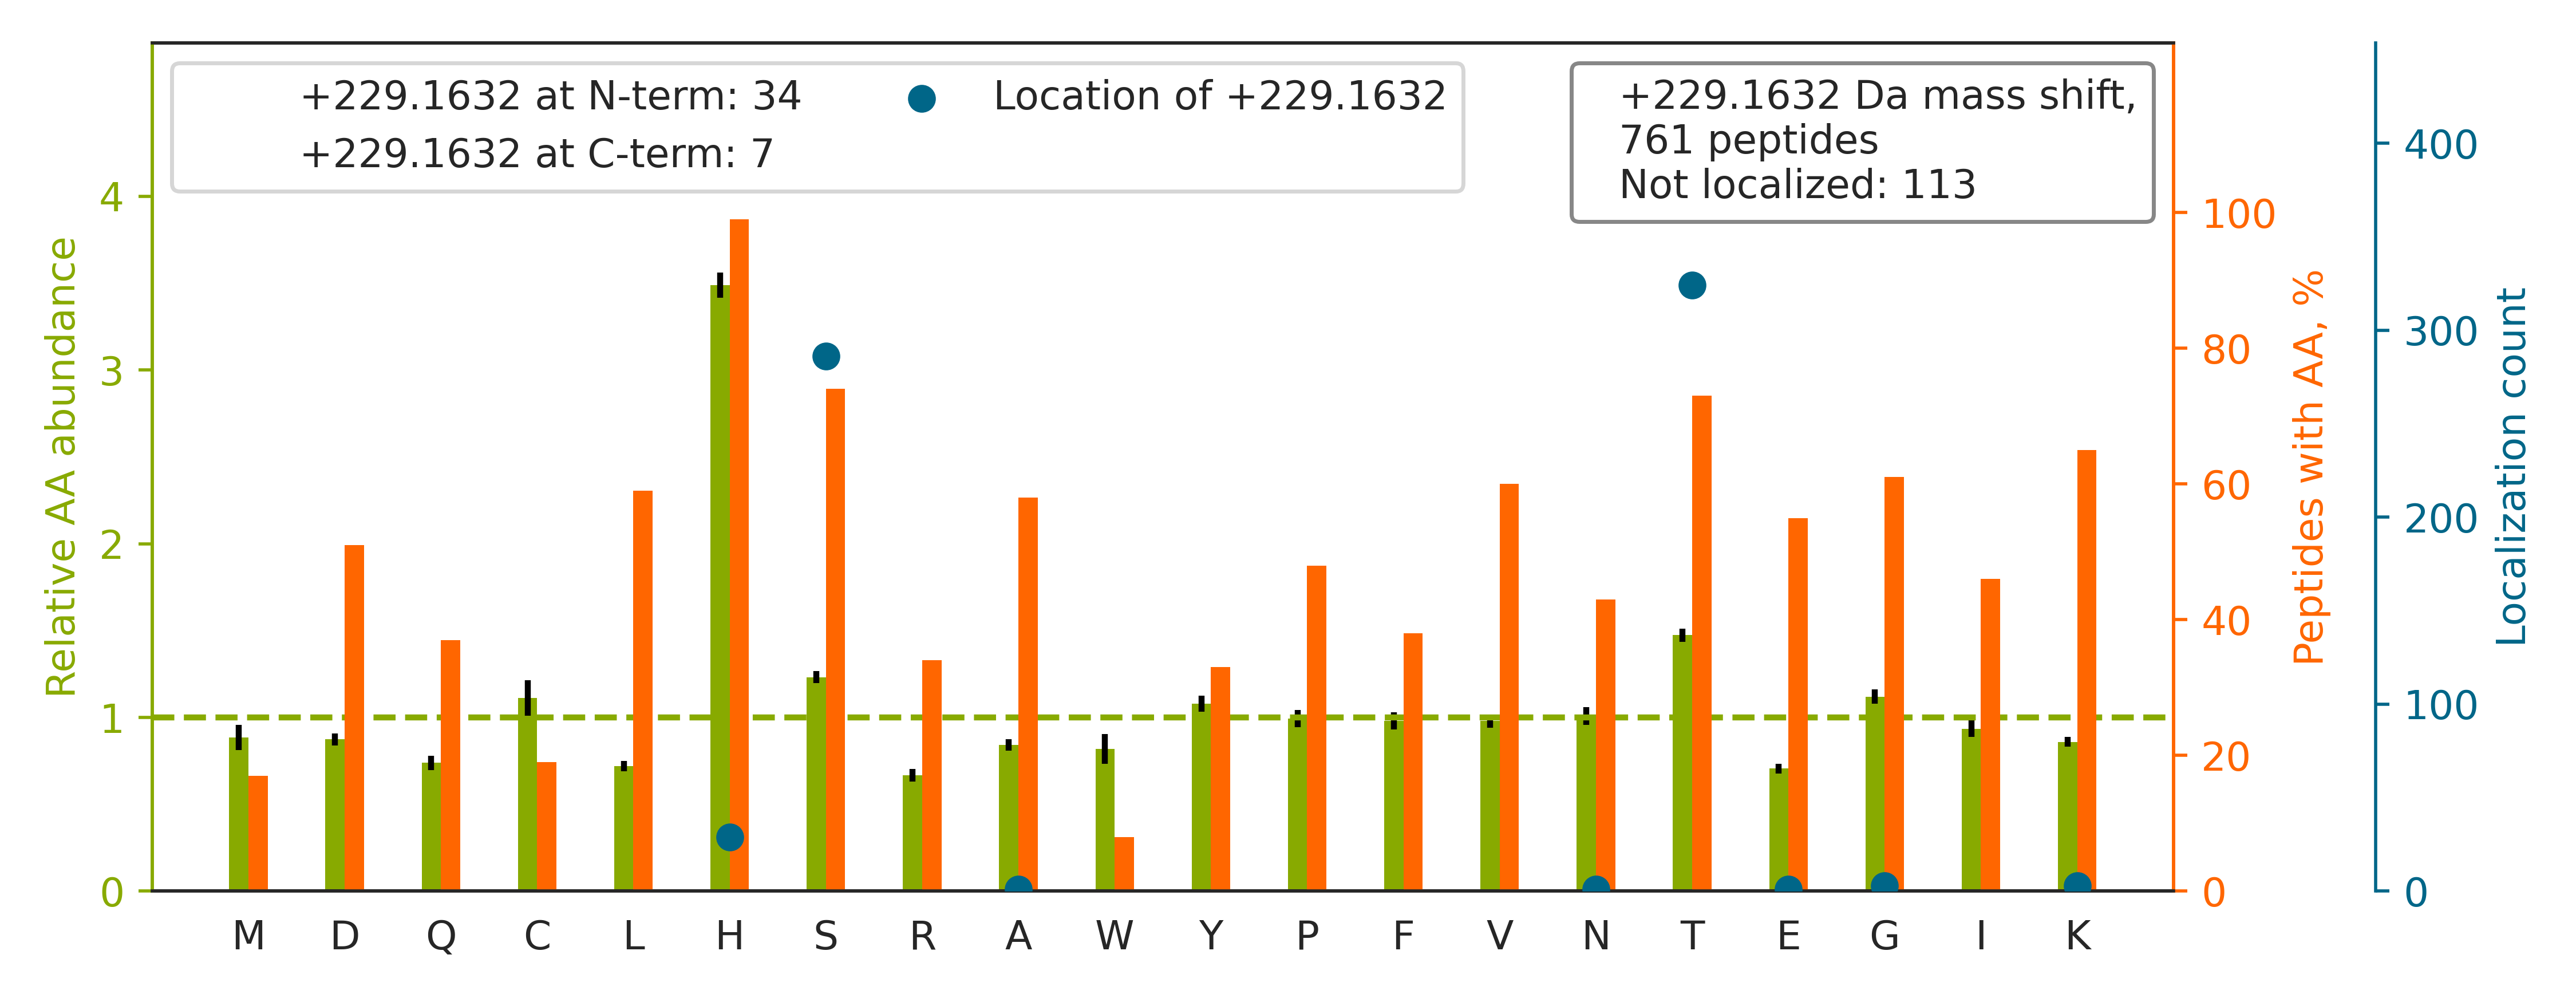 +229.1632 at N-term: 34
+229.1632 at C-term: 7
Location of +229.1632
+229.1632 Da mass shift,
761 peptides
Not localized: 113
Relative AA abundance
4
3
2
1
0
M D Q C L H S R A W Y P F V N T E G I K
100
80
60
40
20
0
Peptides with AA, %
400
300
200
100
0
Localization count